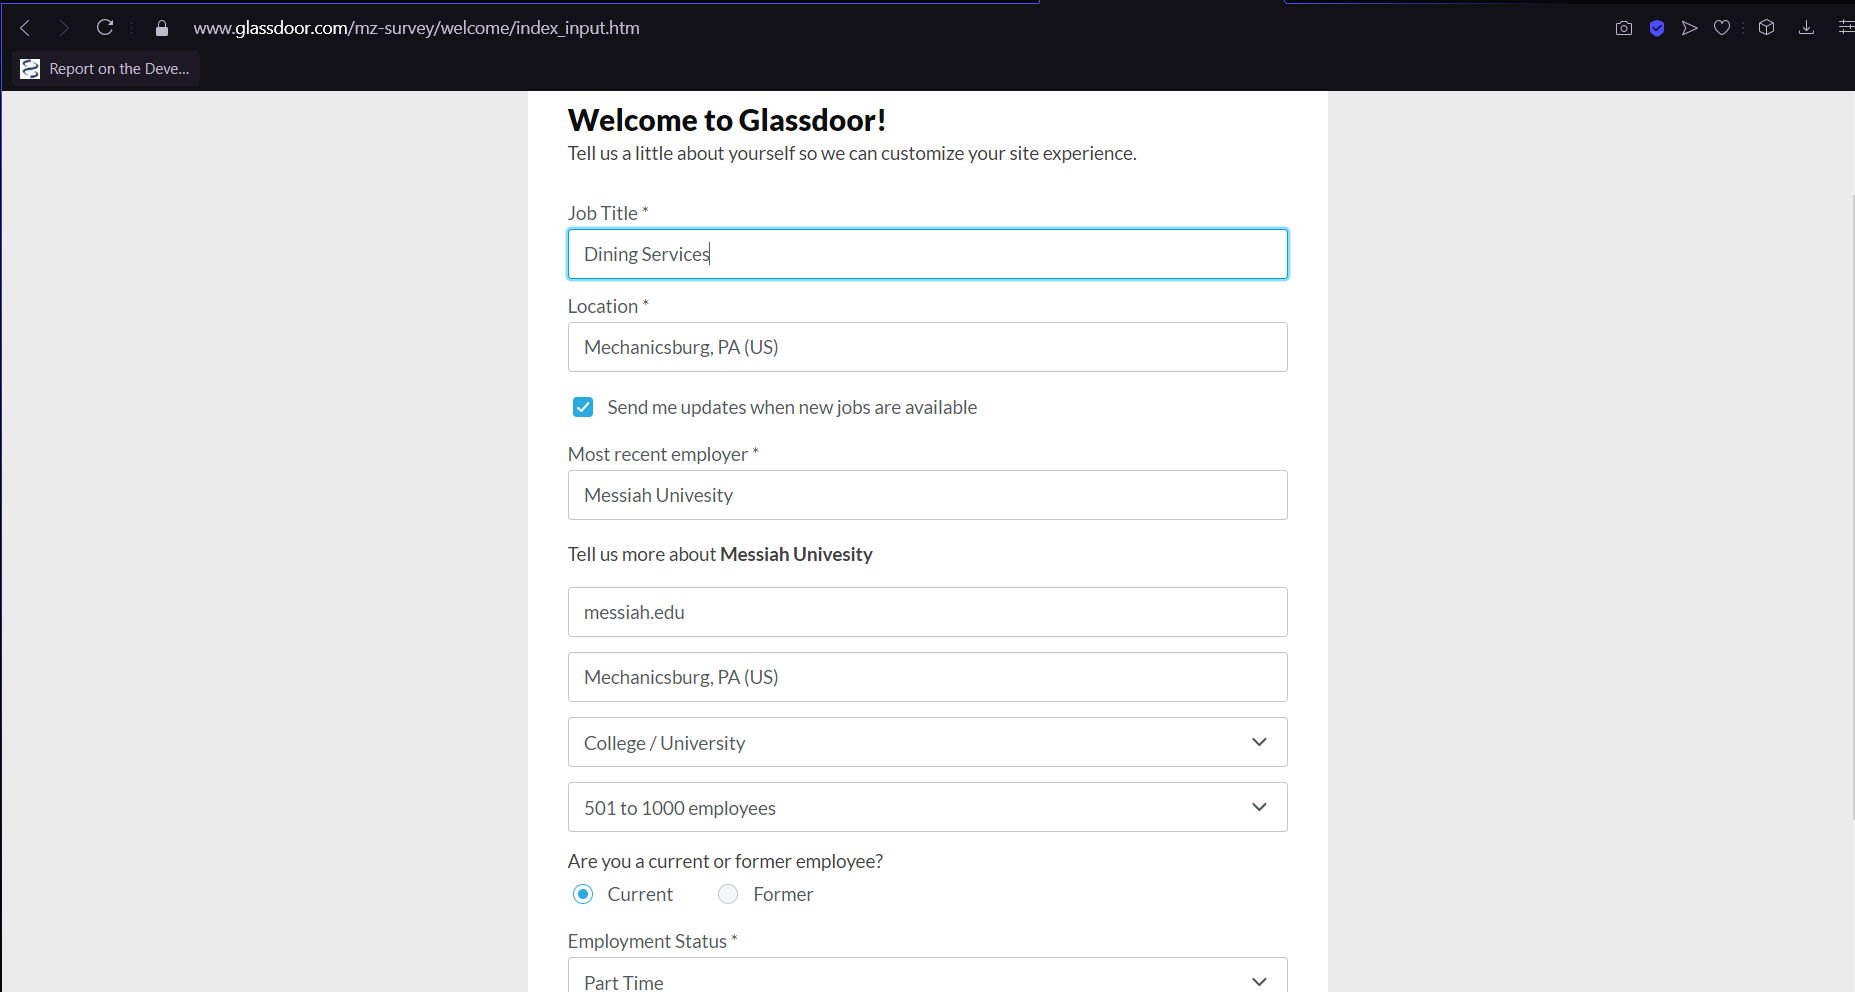 www.glassdoor.com/mz-survey/welcome/index_input.htm
Report on the Deve...
Welcome to Glassdoor!
Tell us a little about yourself so we can customize your site experience.
Job Title *
Dining Services
Location *
Mechanicsburg, PA (US)
Send me updates when new jobs are available
Most recent employer *
Messiah Univesity
Tell us more about Messiah Univesity
messiah.edu
Mechanicsburg, PA (US)
College / University
501 to 1000 employees
Are you a current or former employee?
Current Former
Employment Status *
Part Time